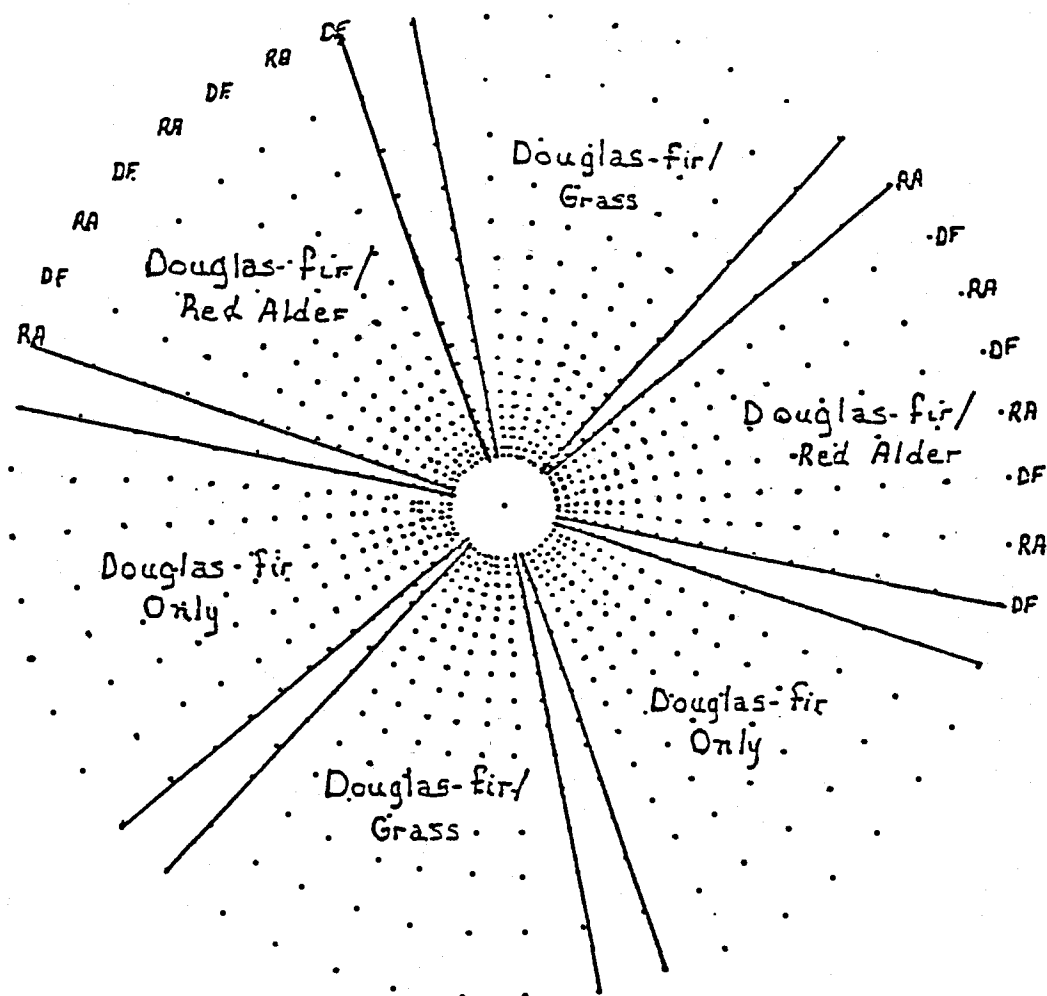 DF
RA
DF
RA
DF
RA
DF
RA
Douglas-fir/
Grass
Douglas-fir/
Red Alder
RA
DF
RA
DF
RA
DF
RA
DF
Douglas-fir/
Red Alder
Douglas-fir
Only
Douglas-fir
Only
Douglas-fir/
Grass